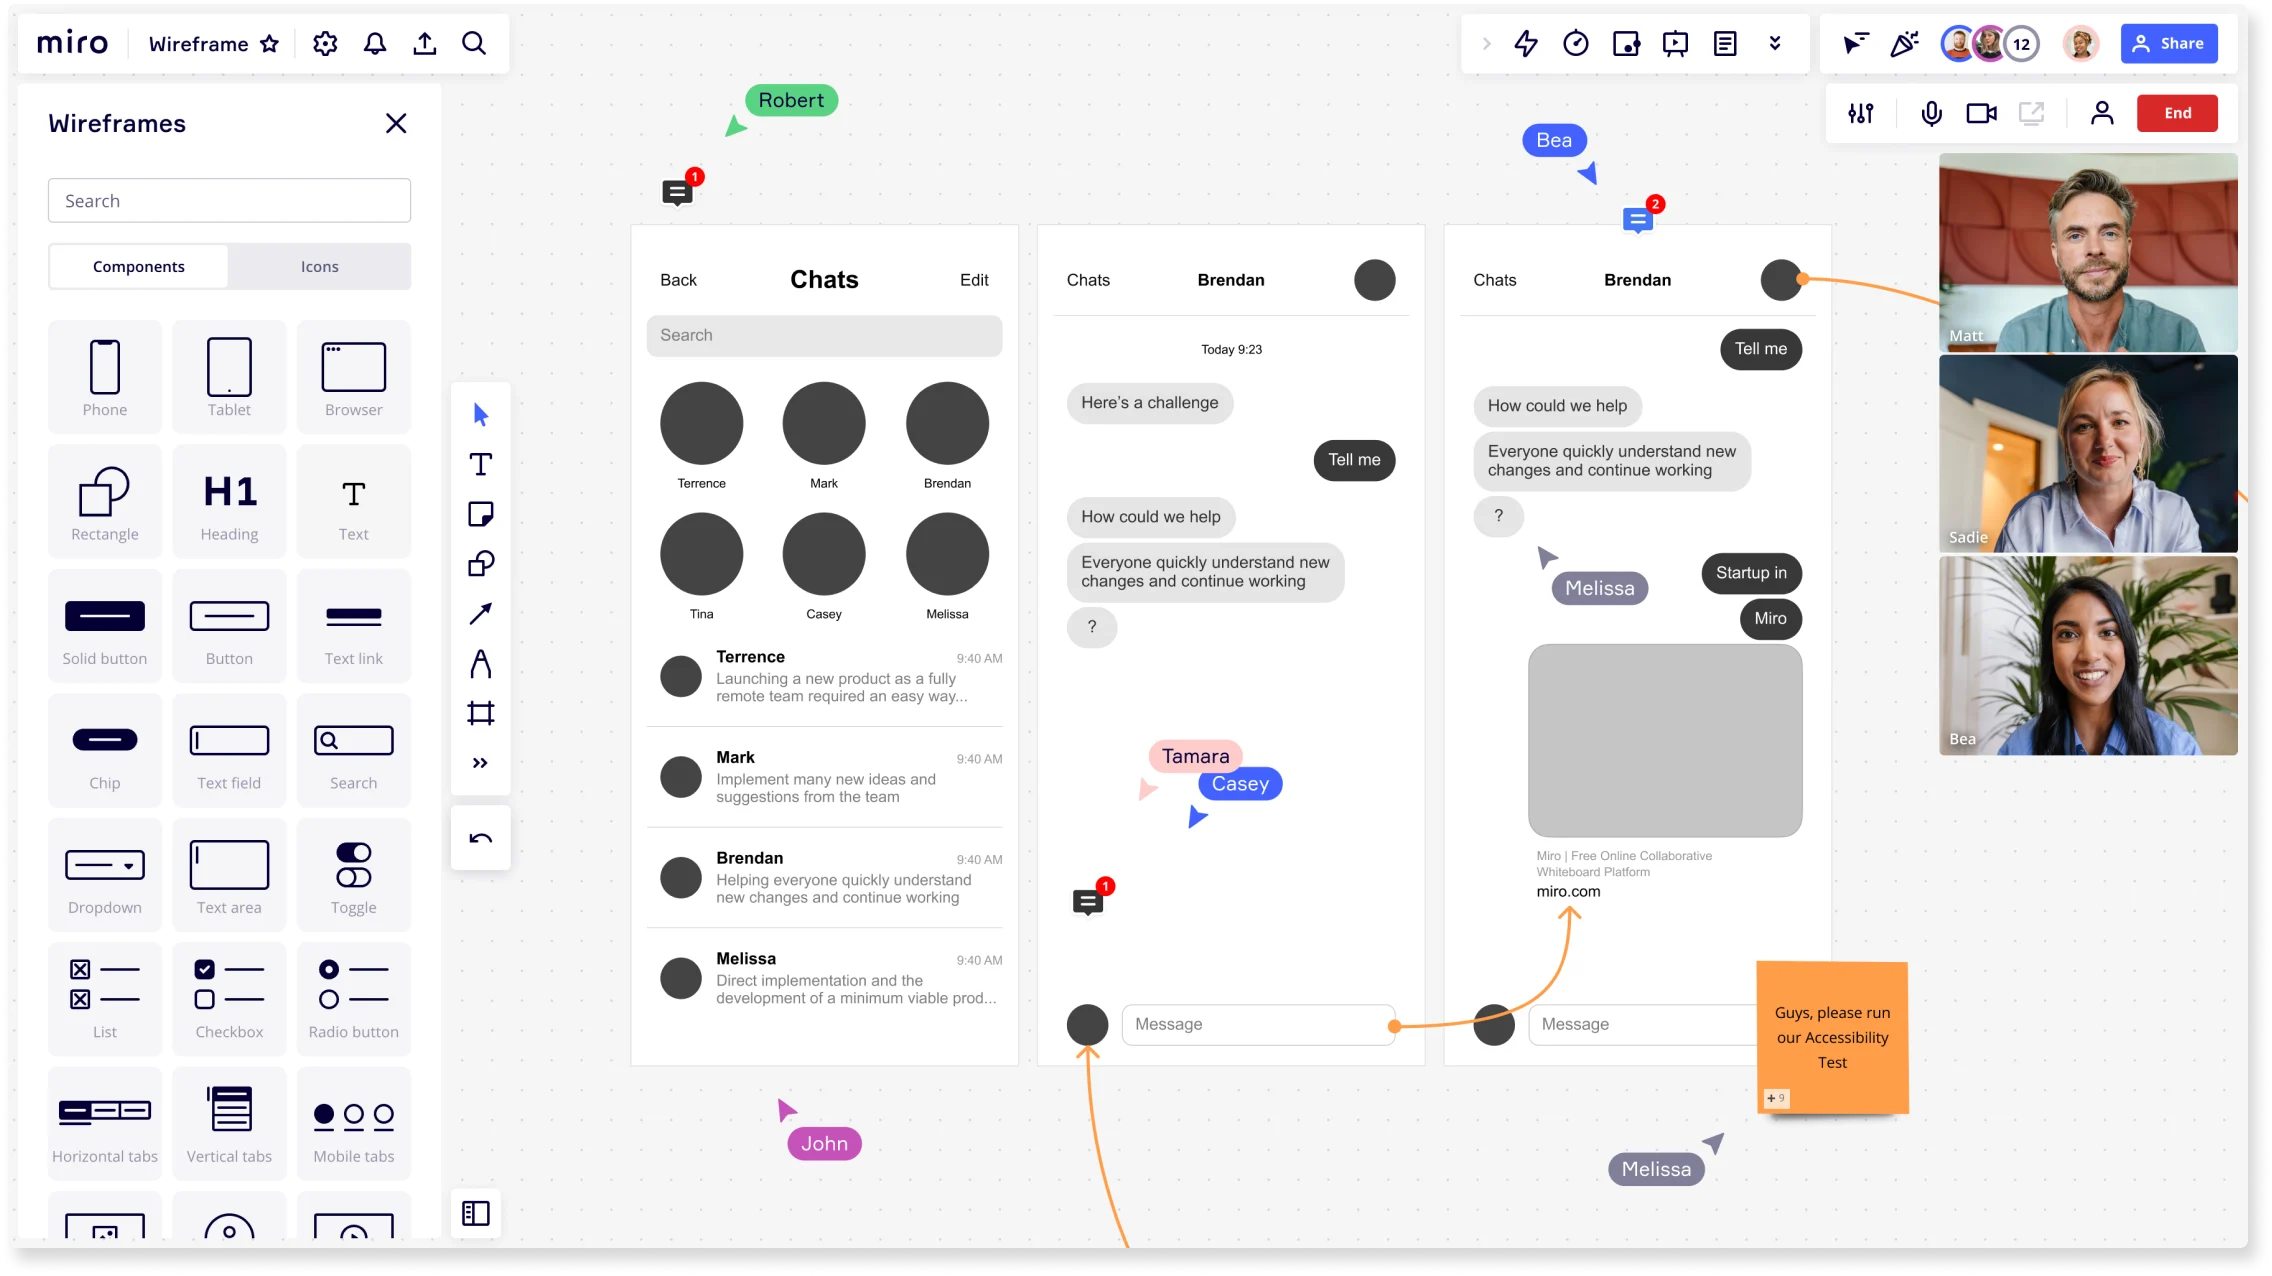 miro
Wireframe
12
Share
End
Wireframes
Search
Components
Icons
Phone
Tablet
Browser
Rectangle
H1
Heading
T
Text
Solid button
Button
Text link
Chip
Text field
Search
Dropdown
Text area
Toggle
List
Checkbox
Radio button
Horizontal tabs
Vertical tabs
Mobile tabs
Robert
1
Back
Chats
Edit
Search
Terrence
Mark
Brendan
Tina
Casey
Melissa
Terrence
9:40 AM
Launching a new product as a fully
remote team required an easy way...
Mark
9:40 AM
Implement many new ideas and
suggestions from the team
Brendan
9:40 AM
Helping everyone quickly understand
new changes and continue working
Melissa
9:40 AM
Direct implementation and the
development of a minimum viable prod...
John
Chats
Brendan
Today 9:23
Here's a challenge
Tell me
How could we help
Everyone quickly understand new
changes and continue working
?
Tamara
Casey
1
Message
Bea
2
Chats
Brendan
Tell me
How could we help
Everyone quickly understand new
changes and continue working
?
Melissa
Startup in
Miro
Miro | Free Online Collaborative
Whiteboard Platform
miro.com
Message
Guys, please run
our Accessibility
Test
+ 9
Melissa
Matt
Sadie
Bea